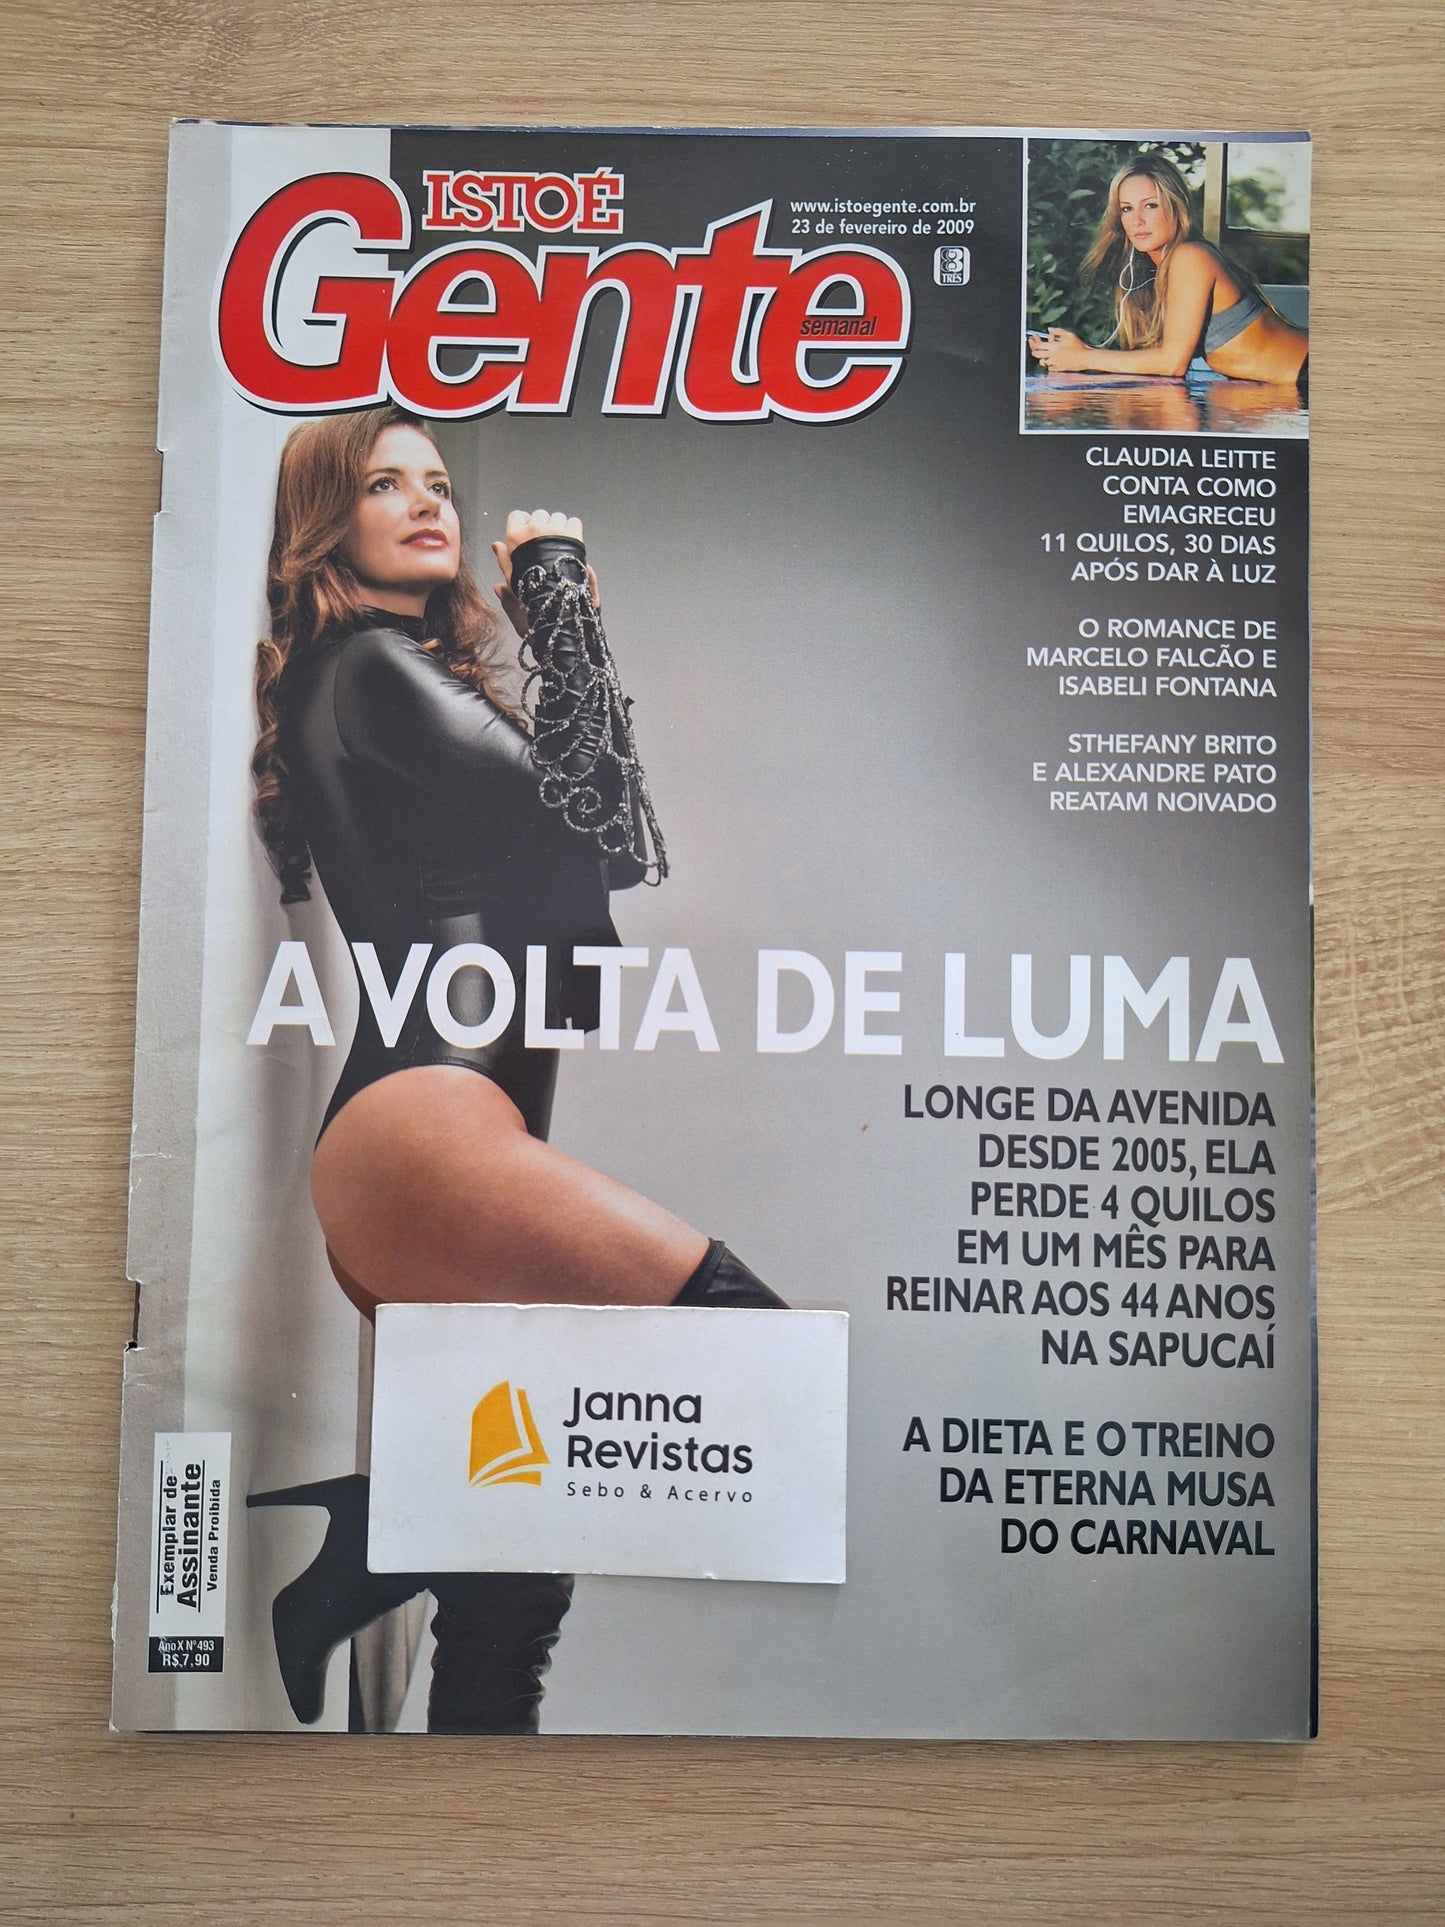 ISTOÉ
Gente
semanal
www.istoegente.com.br
23 de fevereiro de 2009
TRÊS
CLAUDIA LEITTE
CONTA COMO
EMAGRECEU
11 QUILOS, 30 DIAS
APÓS DAR À LUZ
O ROMANCE DE
MARCELO FALCÃO E
ISABELI FONTANA
STHEFANY BRITO
E ALEXANDRE PATO
REATAM NOIVADO
A VOLTA DE LUMA
LONGE DA AVENIDA
DESDE 2005, ELA
PERDE 4 QUILOS
EM UM MÊS PARA
REINAR AOS 44 ANOS
NA SAPUCAÍ
A DIETA E O TREINO
DA ETERNA MUSA
DO CARNAVAL
Janna
Revistas
Sebo & Acervo
Exemplar de
Assinante
Venda Proibida
Ano X Nº 493
R$ 7,90